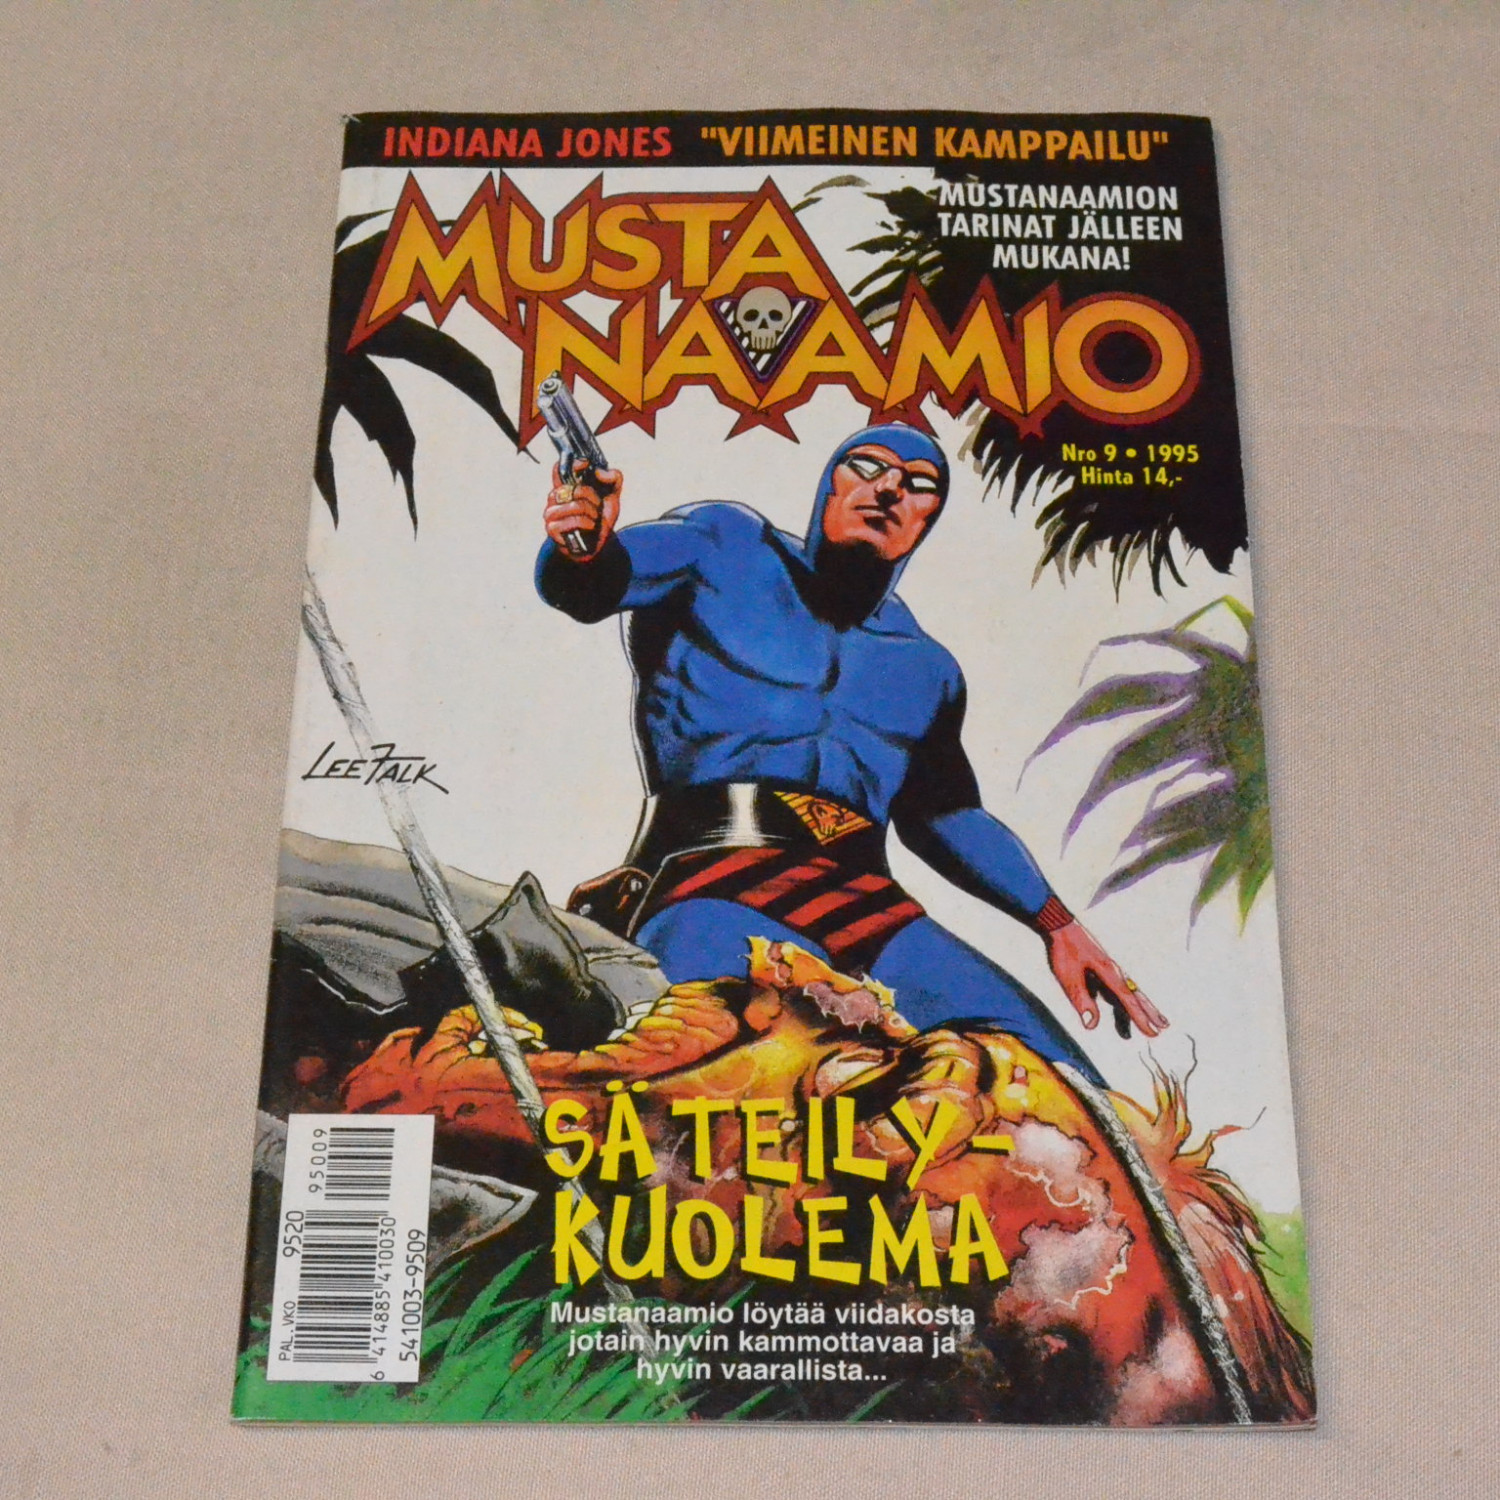 INDIANA JONES "VIIMEINEN KAMPPAILU"
MUSTANAAMION
TARINAT JÄLLEEN
MUKANA!
MUSTA
NAAMIO
Nro 9 • 1995
Hinta 14,-
LEE FALK
SÄTEILY-
KUOLEMA
Mustanaamio löytää viidakosta
jotain hyvin kammottavaa ja
hyvin vaarallista...
PAL. VKO 9520 95009
6 414885 410030
541003-9509